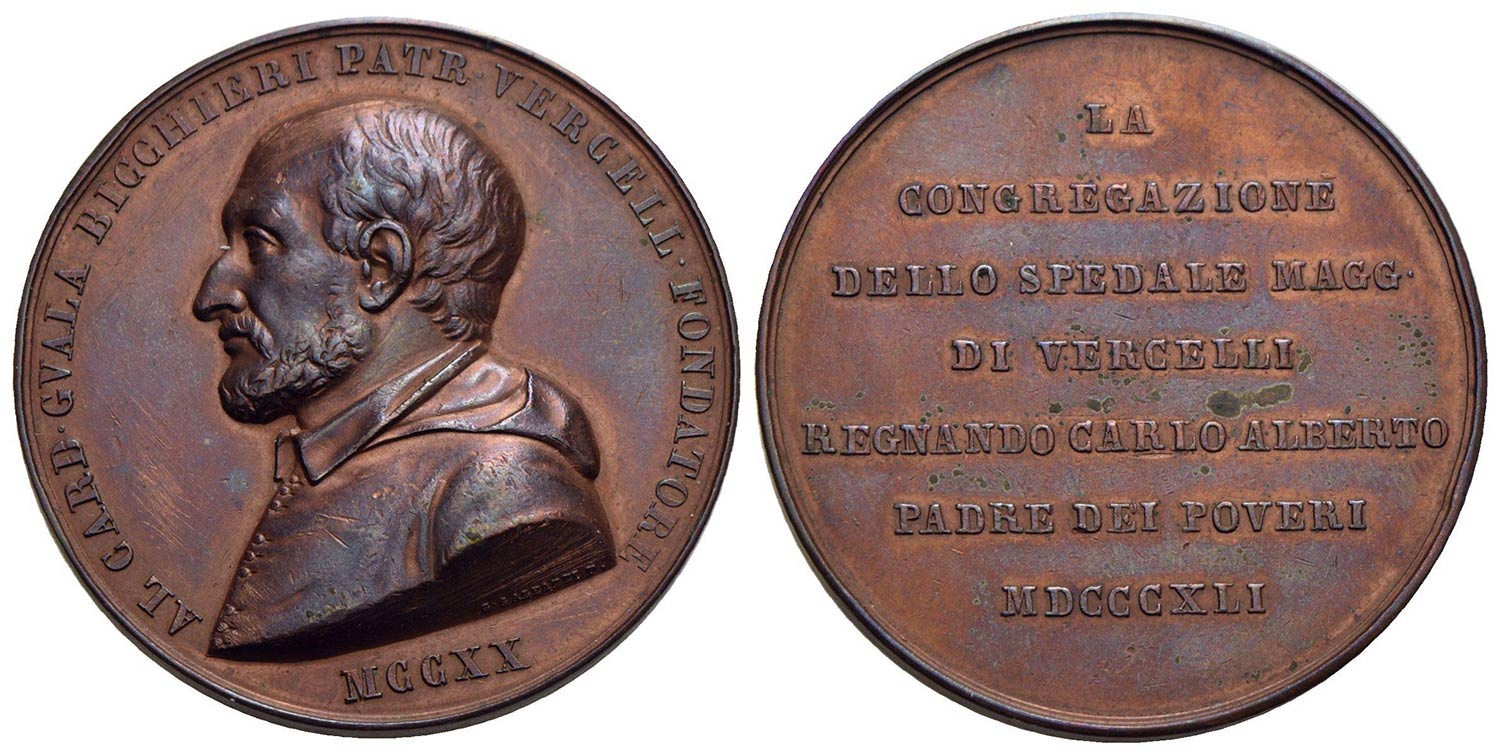 AL CARD· GVALA BICCHIERI PATR· VERCELL· FONDATORE
MCCXX
LA
CONGREGAZIONE
DELLO SPEDALE MAGG·
DI VERCELLI
REGNANDO CARLO ALBERTO
PADRE DEI POVERI
MDCCCXLI